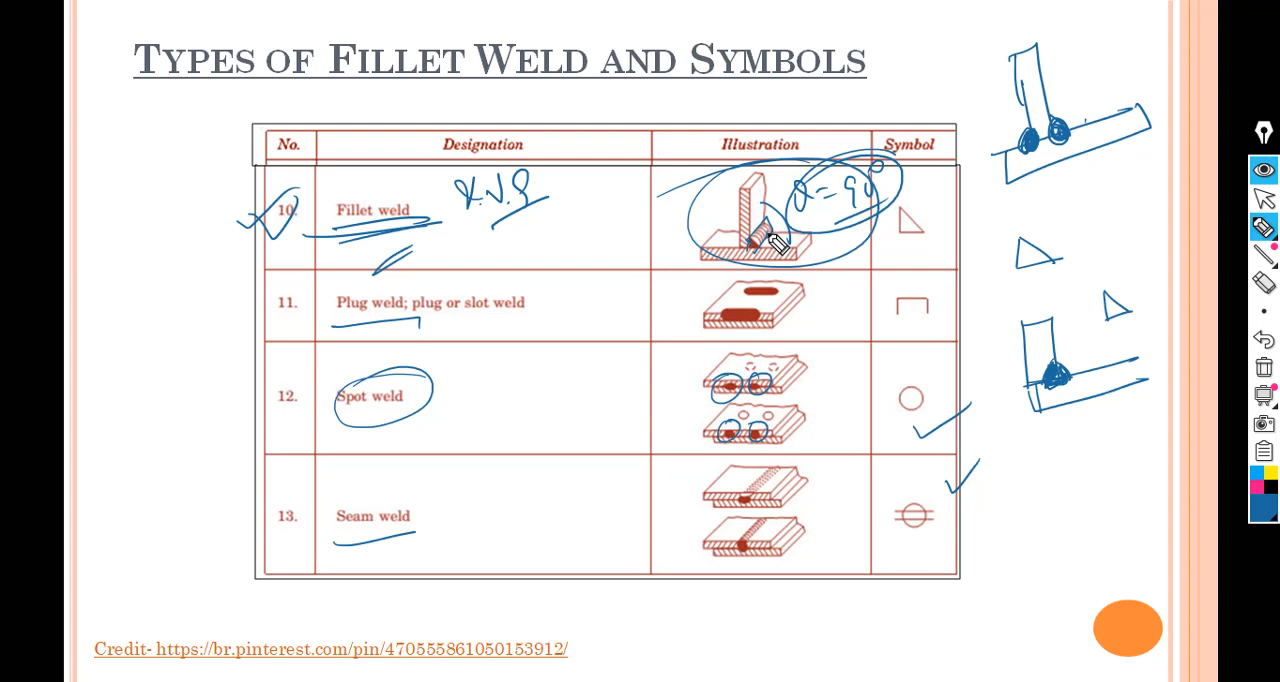 TYPES OF FILLET WELD AND SYMBOLS
No. Designation Illustration Symbol
10. Fillet weld
= 90°
11. Plug weld; plug or slot weld
12. Spot weld
13. Seam weld
Credit- https://br.pinterest.com/pin/470555861050153912/